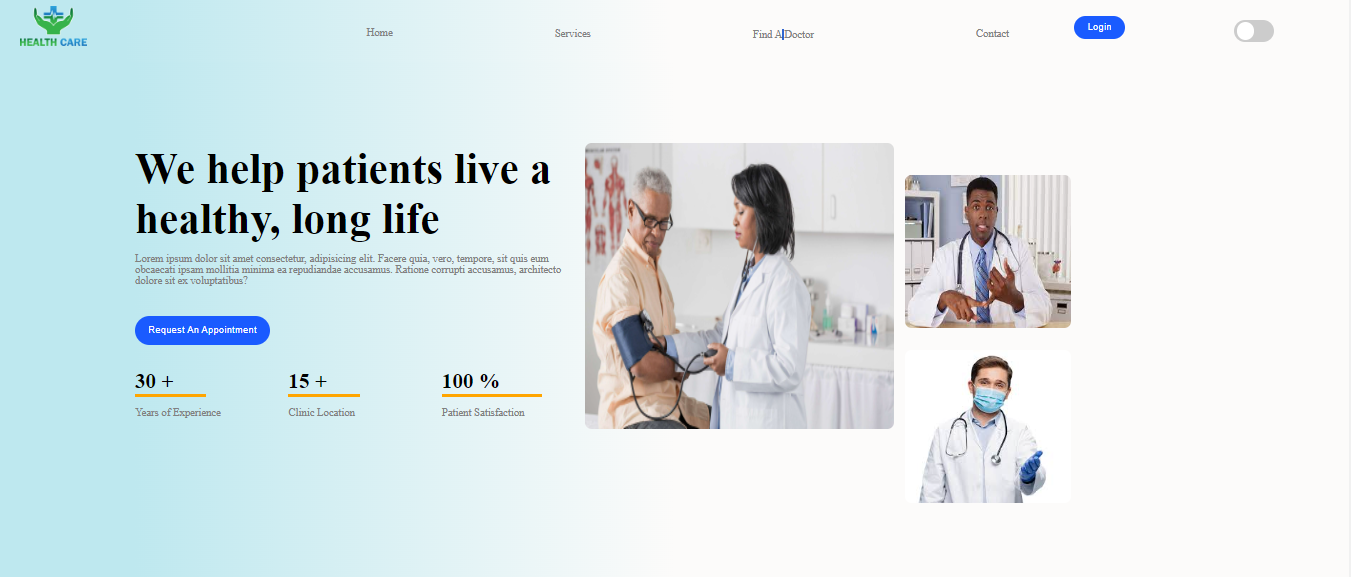 HEALTH CARE
Home
Services
Find A Doctor
Contact
Login
We help patients live a
healthy, long life
Lorem ipsum dolor sit amet consectetur, adipisicing elit. Facere quia, vero, tempore, sit quis eum
obcaecati ipsam mollitia minima ea repudiandae accusamus. Ratione corrupti accusamus, architecto
dolore sit ex voluptatibus?
Request An Appointment
30 +
15 +
100 %
Years of Experience
Clinic Location
Patient Satisfaction